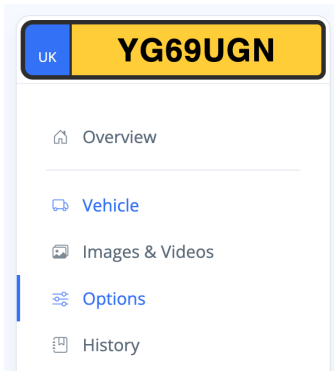 UK YG69UGN
Overview
Vehicle
Images & Videos
Options
History